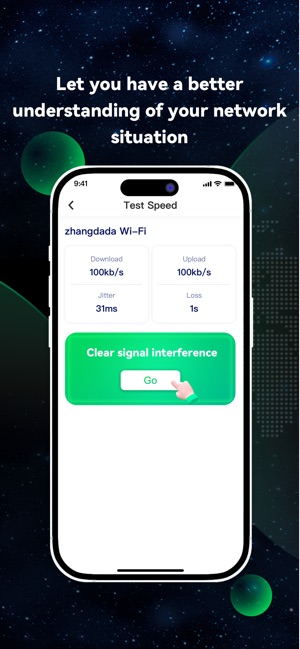 Let you have a better
understanding of your network
situation
9:41
Test Speed
zhangdada Wi-Fi
Download
Upload
100kb/s
100kb/s
Jitter
Loss
31ms
1s
Clear signal interference
Go